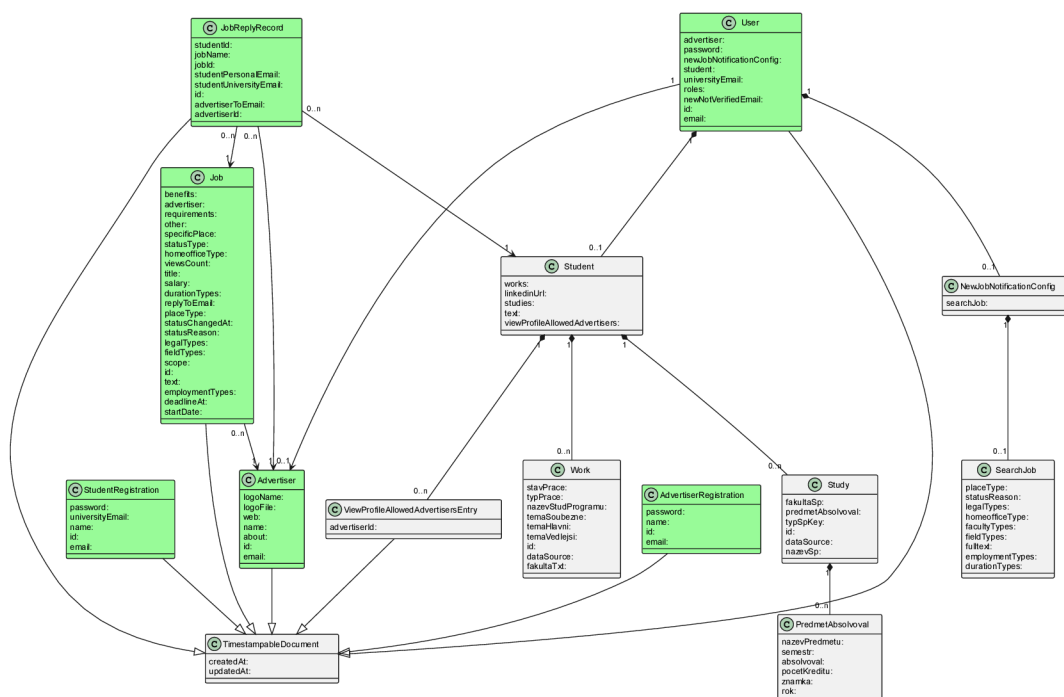 C JobReplyRecord
studentId:
jobName:
jobId:
studentPersonalEmail:
studentUniversityEmail:
id:
advertiserToEmail:
advertiserId:
C User
advertiser:
password:
newJobNotificationConfig:
student:
universityEmail:
roles:
newNotVerifiedEmail:
id:
email:
1
1
1
0..n
0..n
0..n
1
C Job
benefits:
advertiser:
requirements:
other:
specificPlace:
statusType:
homeofficeType:
viewsCount:
title:
salary:
durationTypes:
replyToEmail:
placeType:
statusChangedAt:
statusReason:
legalTypes:
fieldTypes:
scope:
id:
text:
employmentTypes:
deadlineAt:
startDate:
1
0..1
C Student
works:
linkedinUrl:
studies:
text:
viewProfileAllowedAdvertisers:
0..1
C NewJobNotificationConfig
searchJob:
1
1
1
1
0..n
1
1
0..1
0..n
0..n
0..n
0..1
C StudentRegistration
password:
universityEmail:
name:
id:
email:
C Advertiser
logoName:
logoFile:
web:
name:
about:
id:
email:
C ViewProfileAllowedAdvertisersEntry
advertiserId:
C Work
stavPrace:
typPrace:
nazevStudProgramu:
temaSoubezne:
temaHlavni:
temaVedlejsi:
id:
dataSource:
fakultaTxt:
C AdvertiserRegistration
password:
name:
id:
email:
C Study
fakultaSp:
predmetAbsolvoval:
typSpKey:
id:
dataSource:
nazevSp:
C SearchJob
placeType:
statusReason:
legalTypes:
homeofficeType:
facultyTypes:
fieldTypes:
fulltext:
employmentTypes:
durationTypes:
1
0..n
C TimestampableDocument
createdAt:
updatedAt:
C PredmetAbsolvoval
nazevPredmetu:
semestr:
absolvoval:
pocetKreditu:
znamka:
rok: